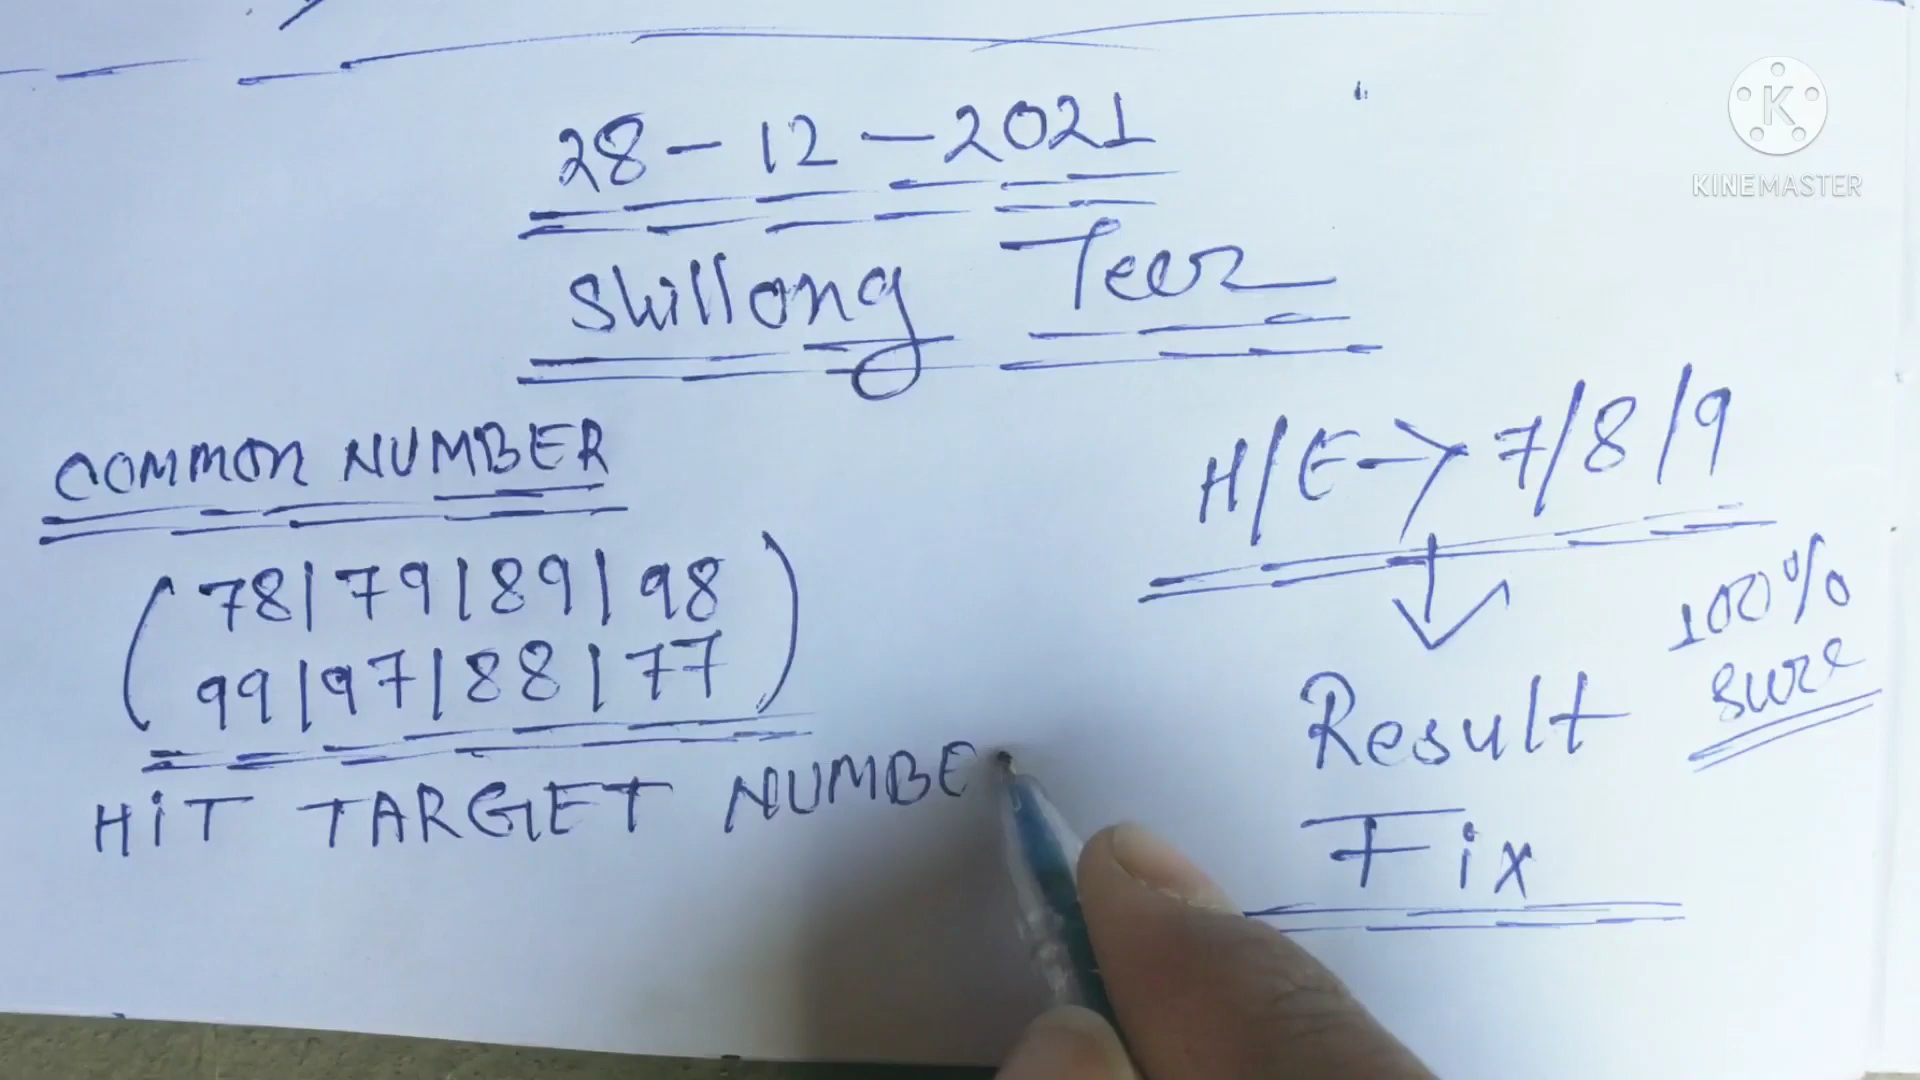 28-12-2021
Shillong Teer
COMMON NUMBER
(78|79|89|98
99|97|88|77)
HIT TARGET NUMBE
H/E→7/8/9
100%
sure
Result
Fix
K
KINEMASTER